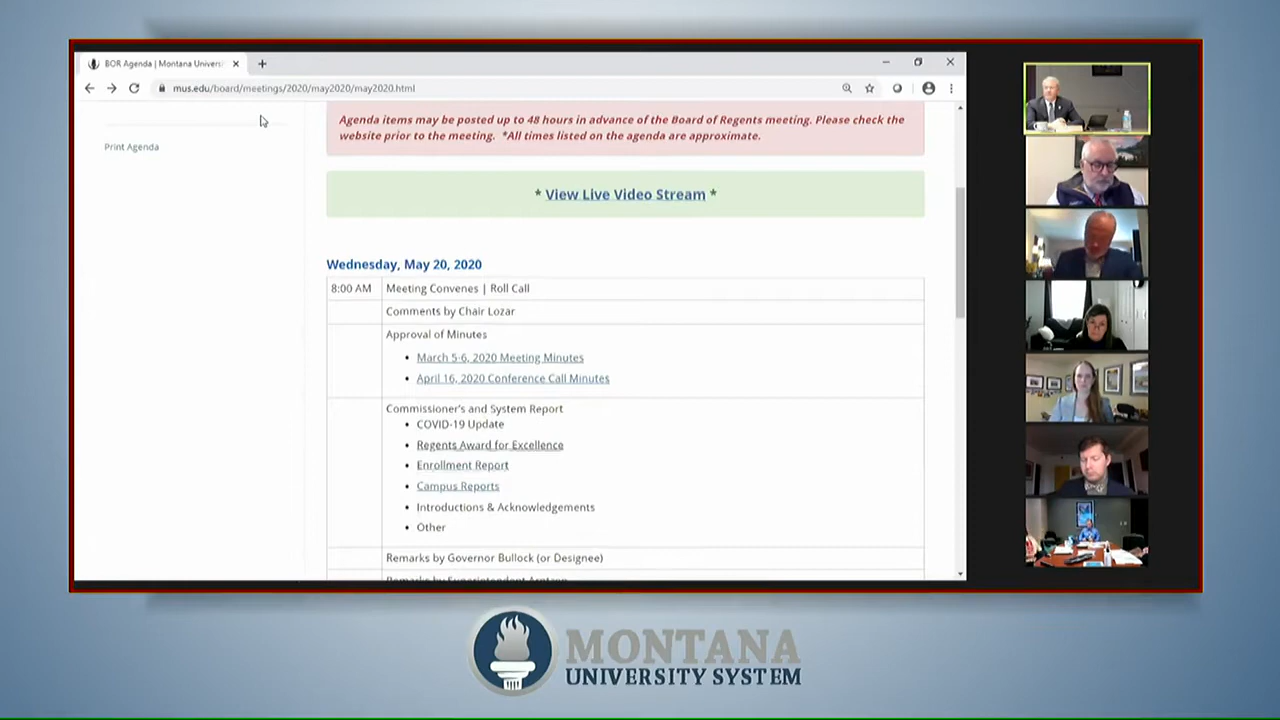 BOR Agenda | Montana Univers
mus.edu/board/meetings/2020/may2020/may2020.html
Agenda items may be posted up to 48 hours in advance of the Board of Regents meeting. Please check the
website prior to the meeting. *All times listed on the agenda are approximate.
Print Agenda
* View Live Video Stream *
Wednesday, May 20, 2020
8:00 AM Meeting Convenes | Roll Call
Comments by Chair Lozar
Approval of Minutes
• March 5-6, 2020 Meeting Minutes
• April 16, 2020 Conference Call Minutes
Commissioner's and System Report
• COVID-19 Update
• Regents Award for Excellence
• Enrollment Report
• Campus Reports
• Introductions & Acknowledgements
• Other
Remarks by Governor Bullock (or Designee)
Remarks by Superintendent Arntzen
MONTANA
UNIVERSITY SYSTEM